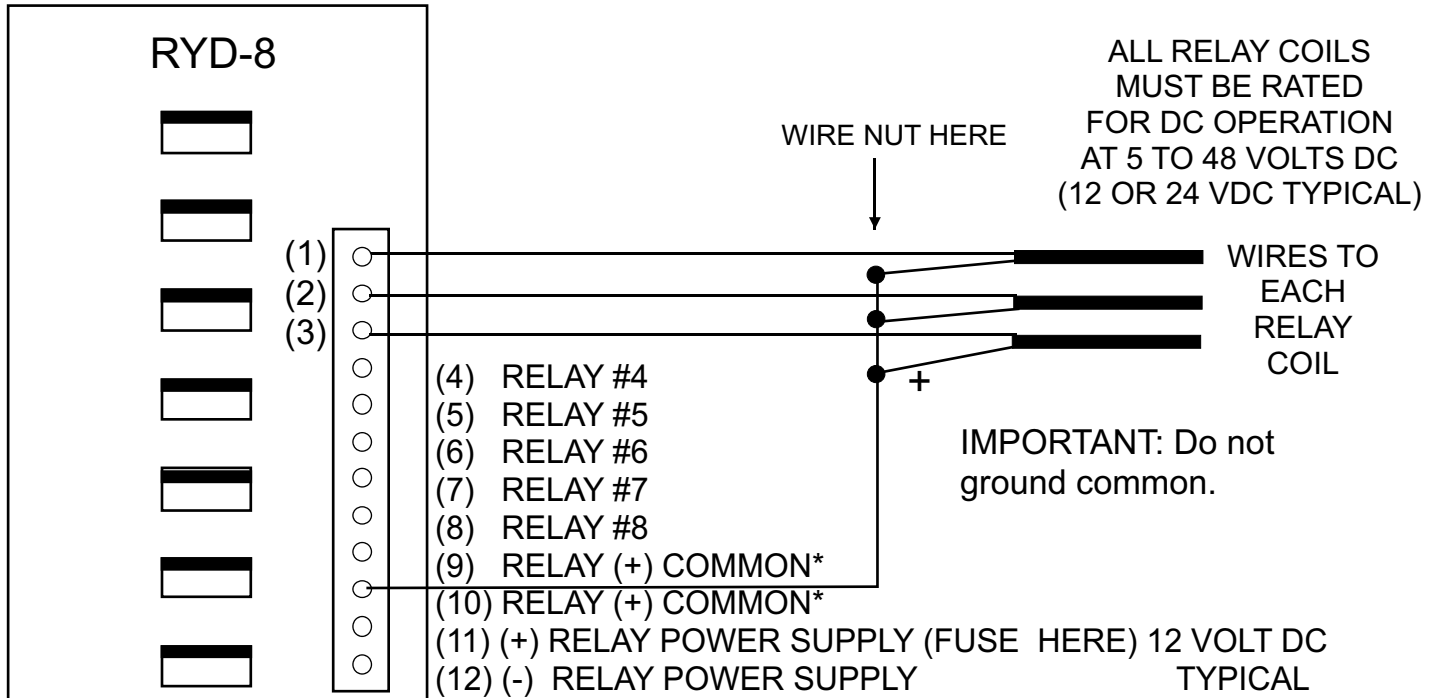 RYD-8
ALL RELAY COILS
MUST BE RATED
FOR DC OPERATION
AT 5 TO 48 VOLTS DC
(12 OR 24 VDC TYPICAL)
WIRE NUT HERE
(1)
(2)
(3)
WIRES TO
EACH
RELAY
COIL
+
(4) RELAY #4
(5) RELAY #5
(6) RELAY #6
(7) RELAY #7
(8) RELAY #8
(9) RELAY (+) COMMON*
(10) RELAY (+) COMMON*
(11) (+) RELAY POWER SUPPLY (FUSE HERE) 12 VOLT DC
(12) (-) RELAY POWER SUPPLY TYPICAL
IMPORTANT: Do not
ground common.